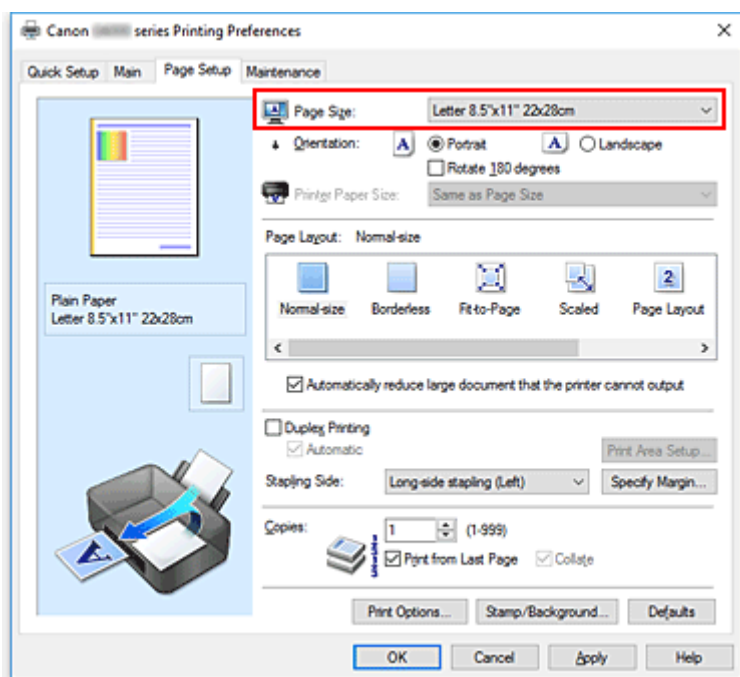 Canon series Printing Preferences
Quick Setup Main Page Setup Maintenance
Page Size: Letter 8.5"x11" 22x28cm
Orientation: A Portrait A Landscape
Rotate 180 degrees
Printer Paper Size: Same as Page Size
Page Layout: Normal-size
2
Normal-size Borderless Fit-to-Page Scaled Page Layout
Automatically reduce large document that the printer cannot output
Plain Paper
Letter 8.5"x11" 22x28cm
Duplex Printing
Automatic Print Area Setup...
Stapling Side: Long-side stapling (Left) Specify Margin...
Copies: 1 (1-999)
Print from Last Page Collate
A
Print Options... Stamp/Background... Defaults
OK Cancel Apply Help